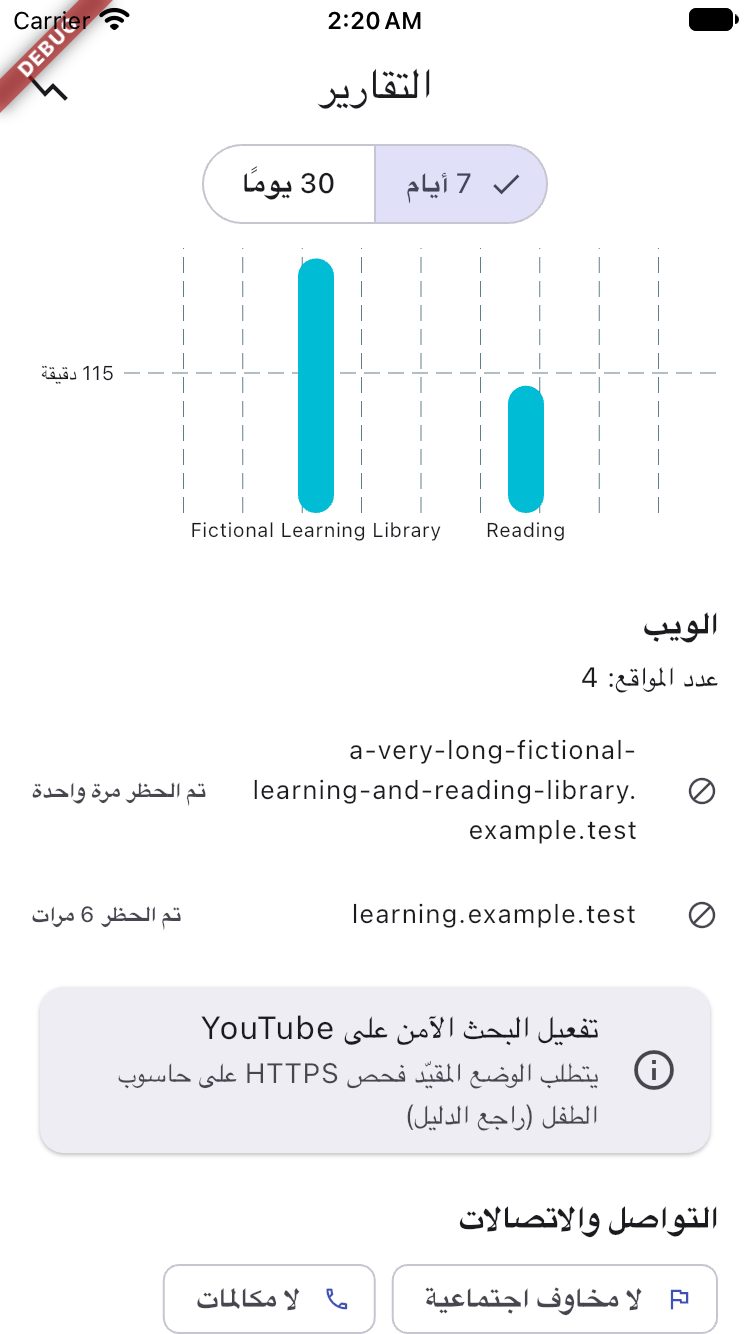 Carrier
2:20 AM
DEBUG
التقارير
7 أيام
30 يومًا
115 دقيقة
Fictional Learning Library
Reading
الويب
عدد المواقع: 4
a-very-long-fictional-
learning-and-reading-library.
example.test
تم الحظر مرة واحدة
learning.example.test
تم الحظر 6 مرات
تفعيل البحث الآمن على YouTube
يتطلب الوضع المقيّد فحص HTTPS على حاسوب
الطفل (راجع الدليل)
التواصل والاتصالات
لا مخاوف اجتماعية
لا مكالمات